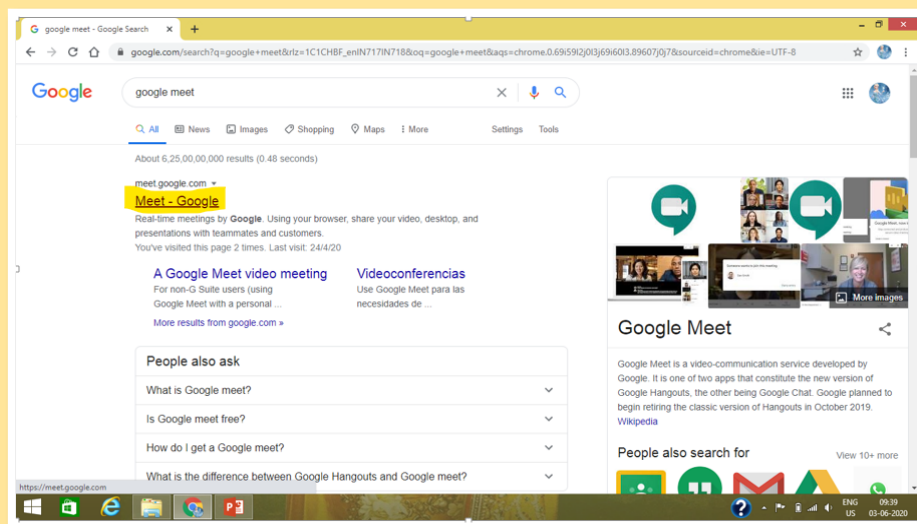 google meet - Google Search
google.com/search?q=google+meet&rlz=1C1CHBF_enIN717IN718&oq=google+meet&aqs=chrome.0.69i59l2j0l3j69i60l3.89607j0j7&sourceid=chrome&ie=UTF-8
Google
google meet
All News Images Shopping Maps More Settings Tools
About 6,25,00,00,000 results (0.48 seconds)
meet.google.com
Meet - Google
Real-time meetings by Google. Using your browser, share your video, desktop, and
presentations with teammates and customers.
You've visited this page 2 times. Last visit: 24/4/20
A Google Meet video meeting
For non-G Suite users (using
Google Meet with a personal ...
Videoconferencias
Use Google Meet para las
necesidades de ...
More results from google.com »
People also ask
What is Google meet?
Is Google meet free?
How do I get a Google meet?
What is the difference between Google Hangouts and Google meet?
More images
Google Meet
Google Meet is a video-communication service developed by
Google. It is one of two apps that constitute the new version of
Google Hangouts, the other being Google Chat. Google planned to
begin retiring the classic version of Hangouts in October 2019.
Wikipedia
People also search for
View 10+ more
https://meet.google.com
ENG
US
09:39
03-06-2020